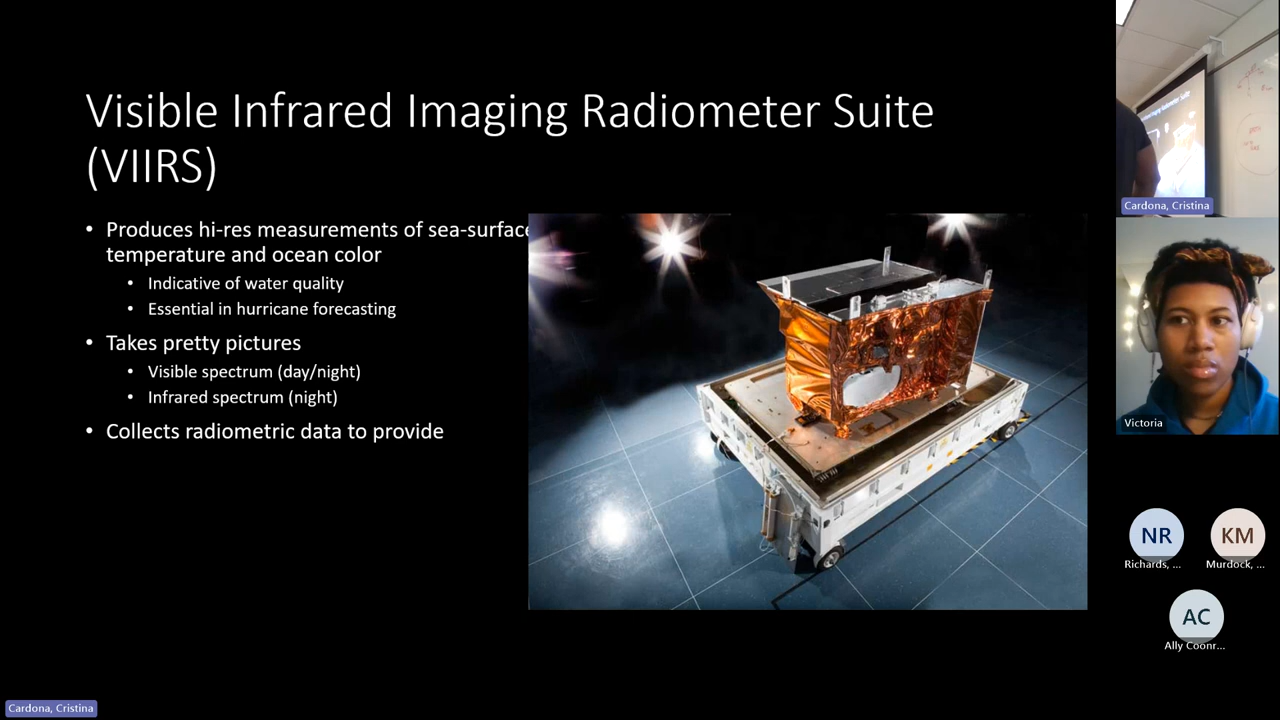 Visible Infrared Imaging Radiometer Suite
(VIIRS)
• Produces hi-res measurements of sea-surface
temperature and ocean color
• Indicative of water quality
• Essential in hurricane forecasting
• Takes pretty pictures
• Visible spectrum (day/night)
• Infrared spectrum (night)
• Collects radiometric data to provide
Cardona, Cristina
Victoria
NR
KM
Richards, ...
Murdock, ...
AC
Ally Coonr...
Cardona, Cristina